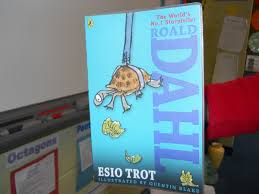 The World's
No.1 Storyteller
ROALD
DAHL
ESIO TROT
ILLUSTRATED BY QUENTIN BLAKE
Octagons